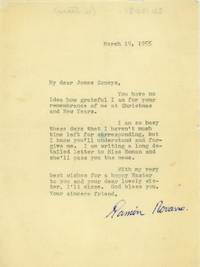 March 19, 1955
My dear Jones
You have no
idea how grateful I am for your
remembrance of me at Christmas
and New Years.
I am so busy
these days that I haven't much
time left for corresponding, but
I know you'll understand and for-
give me. I am writing a long de-
tailed letter to Miss Roman and
she'll pass you the news.
With my very
best wishes for a happy Easter
to you and your dear lovely sis-
ter, I'll close. God bless you.
Your sincere friend,
Ramon Novarro.